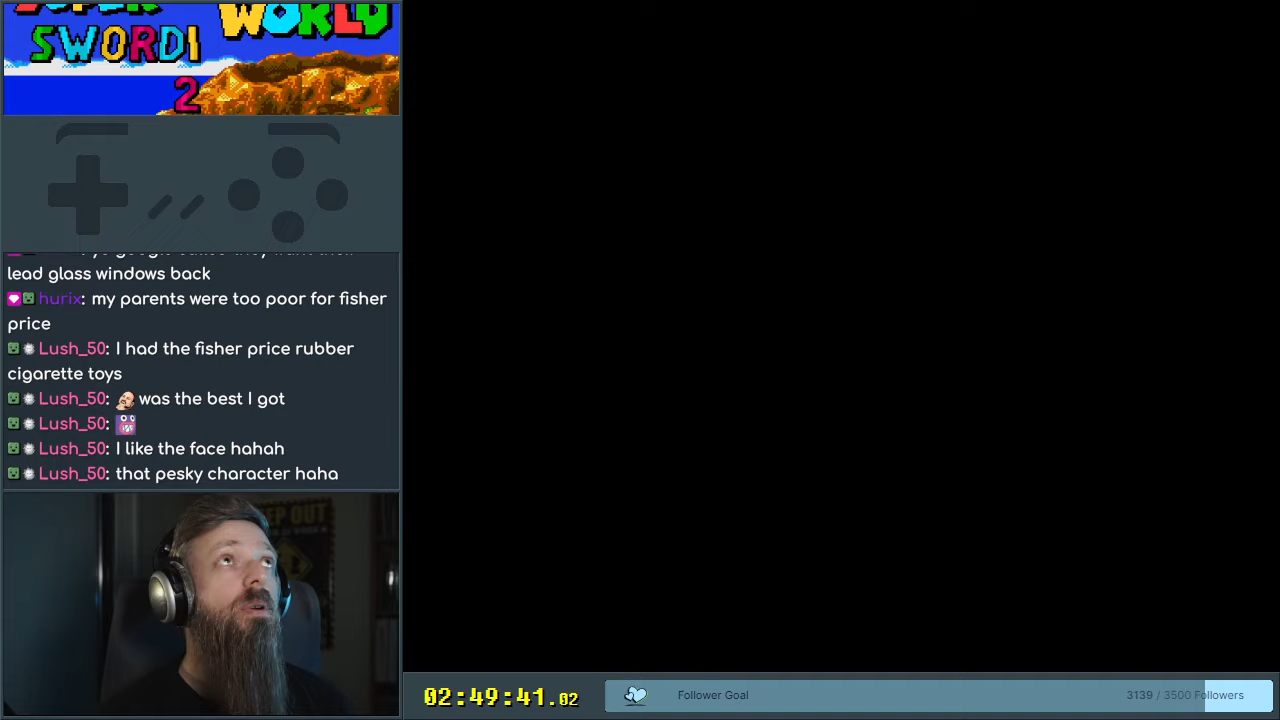 SUPER
WORLD
SWORDI
2
lead glass windows back
hurix: my parents were too poor for fisher
price
Lush_50: I had the fisher price rubber
cigarette toys
Lush_50: was the best I got
Lush_50:
Lush_50: I like the face hahah
Lush_50: that pesky character haha
02:49:41.02
Follower Goal
3139 / 3500 Followers